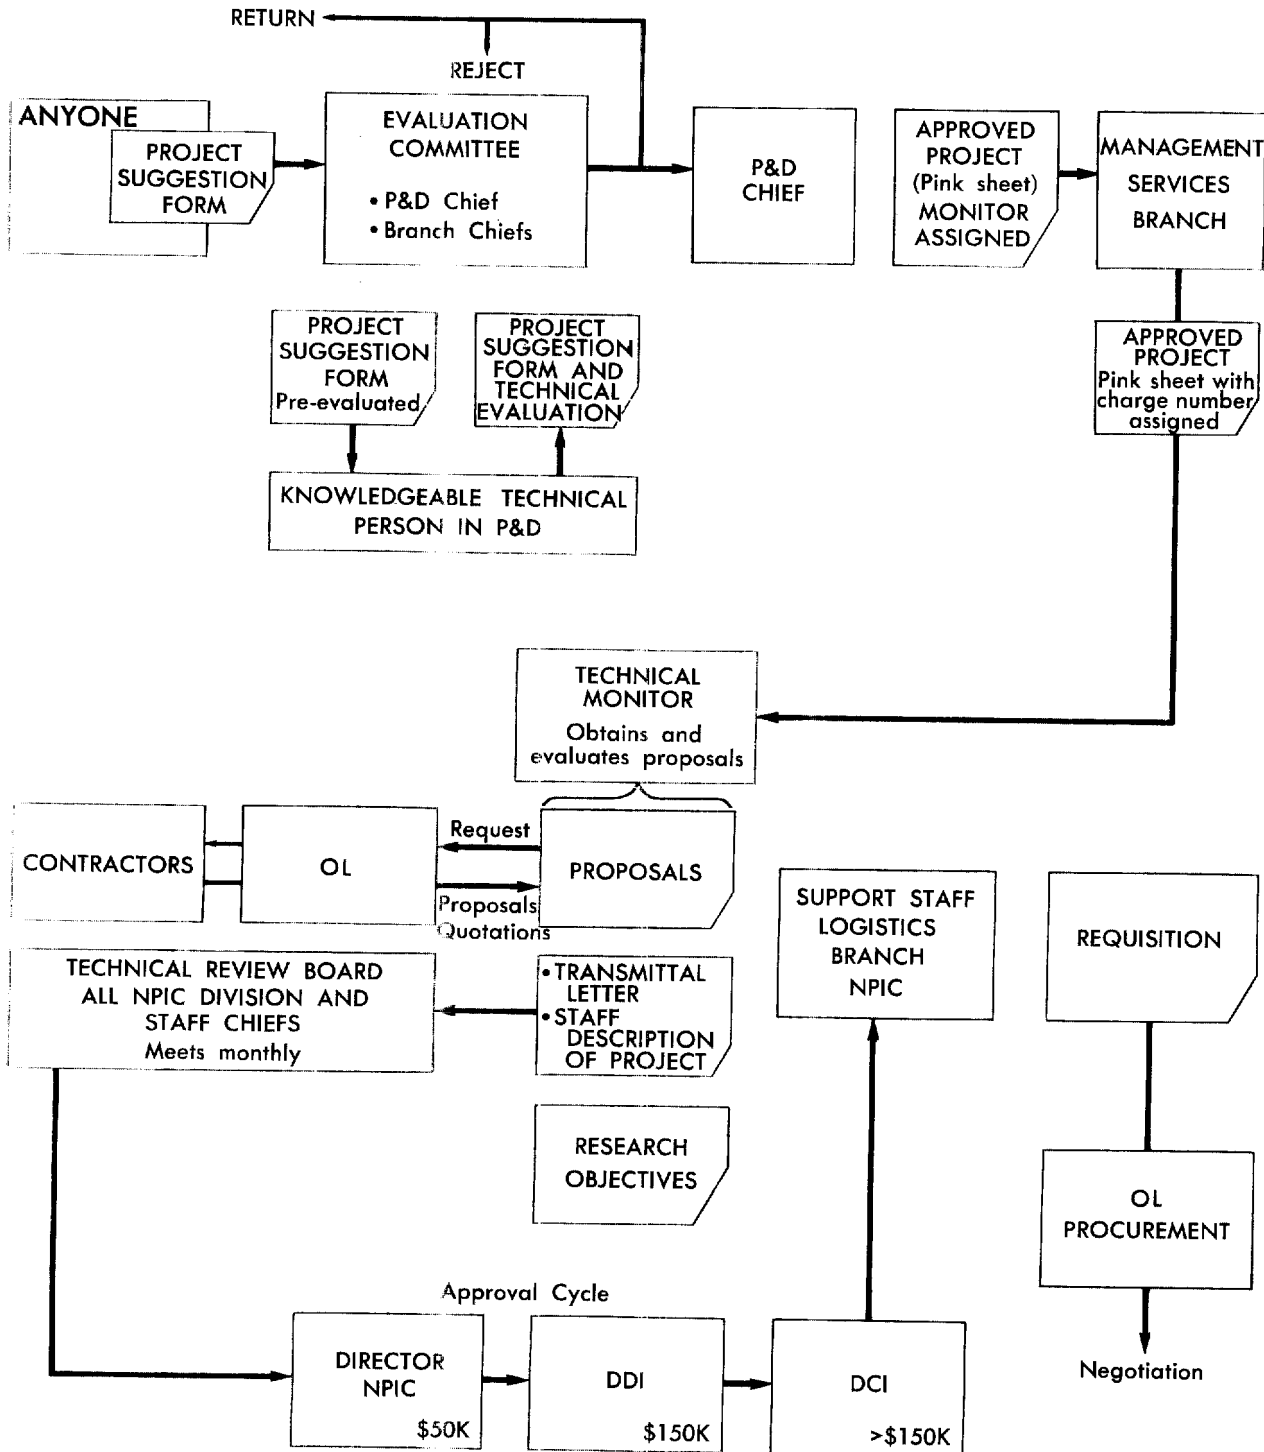 RETURN
REJECT
ANYONE
PROJECT
SUGGESTION
FORM
EVALUATION
COMMITTEE
• P&D Chief
• Branch Chiefs
P&D
CHIEF
APPROVED
PROJECT
(Pink sheet)
MONITOR
ASSIGNED
MANAGEMENT
SERVICES
BRANCH
PROJECT
SUGGESTION
FORM
Pre-evaluated
PROJECT
SUGGESTION
FORM AND
TECHNICAL
EVALUATION
APPROVED
PROJECT
Pink sheet with
charge number
assigned
KNOWLEDGEABLE TECHNICAL
PERSON IN P&D
TECHNICAL
MONITOR
Obtains and
evaluates proposals
CONTRACTORS
OL
Request
Proposals
Quotations
PROPOSALS
SUPPORT STAFF
LOGISTICS
BRANCH
NPIC
REQUISITION
TECHNICAL REVIEW BOARD
ALL NPIC DIVISION AND
STAFF CHIEFS
Meets monthly
• TRANSMITTAL
LETTER
• STAFF
DESCRIPTION
OF PROJECT
RESEARCH
OBJECTIVES
OL
PROCUREMENT
Negotiation
Approval Cycle
DIRECTOR
NPIC
$50K
DDI
$150K
DCI
>$150K